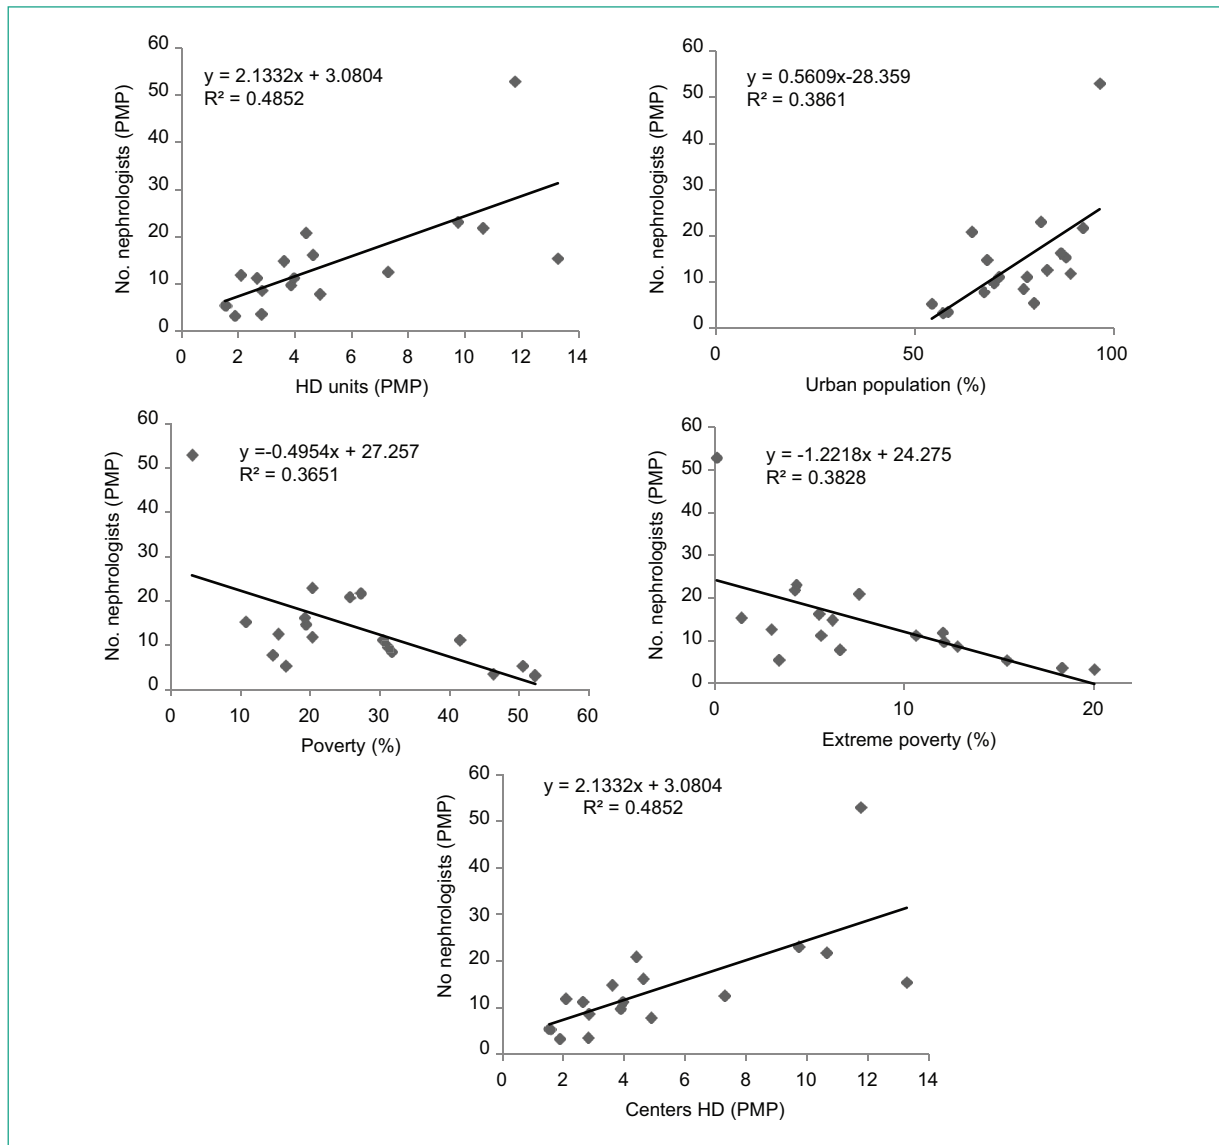 y = 2.1332x + 3.0804
R² = 0.4852
No. nephrologists (PMP)
60
50
40
30
20
10
0
0 2 4 6 8 10 12 14
HD units (PMP)
y = 0.5609x-28.359
R² = 0.3861
No. nephrologists (PMP)
60
50
40
30
20
10
0
0 50 100
Urban population (%)
y =-0.4954x + 27.257
R² = 0.3651
No. nephrologists (PMP)
60
50
40
30
20
10
0
0 10 20 30 40 50 60
Poverty (%)
y = -1.2218x + 24.275
R² = 0.3828
No. nephrologists (PMP)
60
50
40
30
20
10
0
0 10 20
Extreme poverty (%)
y = 2.1332x + 3.0804
R² = 0.4852
No nephrologists (PMP)
60
50
40
30
20
10
0
0 2 4 6 8 10 12 14
Centers HD (PMP)